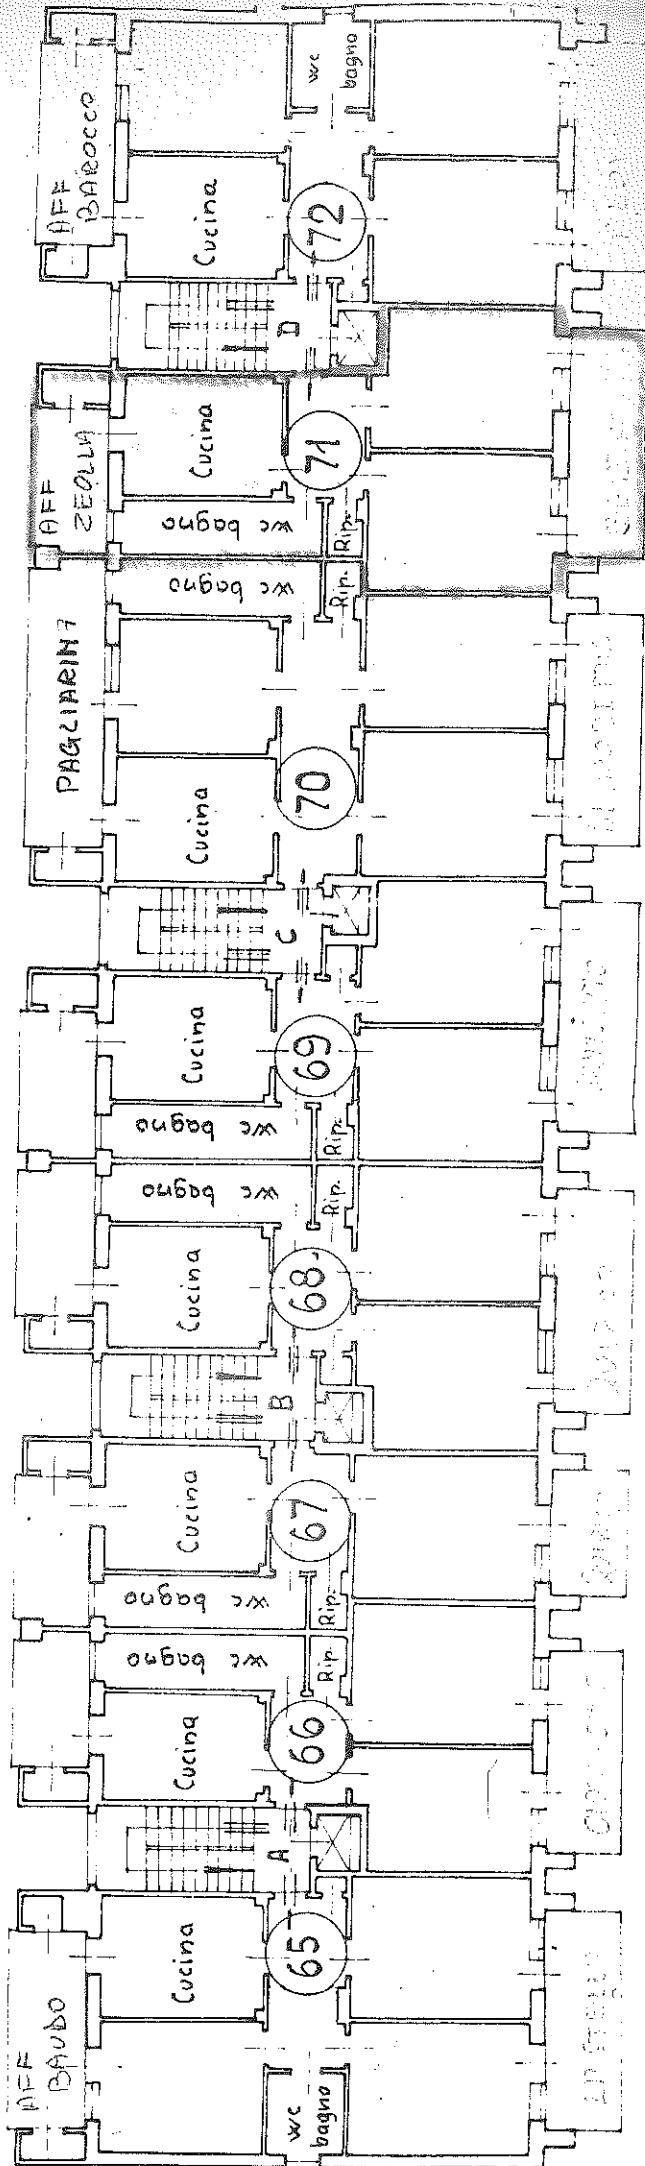 AFF
BAROCCO
wc
bagno
Cucina
72
D
AFF
ZEOLLA
Cucina
71
wc bagno
Rip.
wc bagno
Rip.
PAGLIARINI
Cucina
70
C
Cucina
69
wc bagno
Rip.
wc bagno
Rip.
Cucina
68
B
Cucina
67
wc bagno
Rip.
wc bagno
Rip.
Cucina
66
A
Cucina
65
AFF
BAUDO
wc
bagno